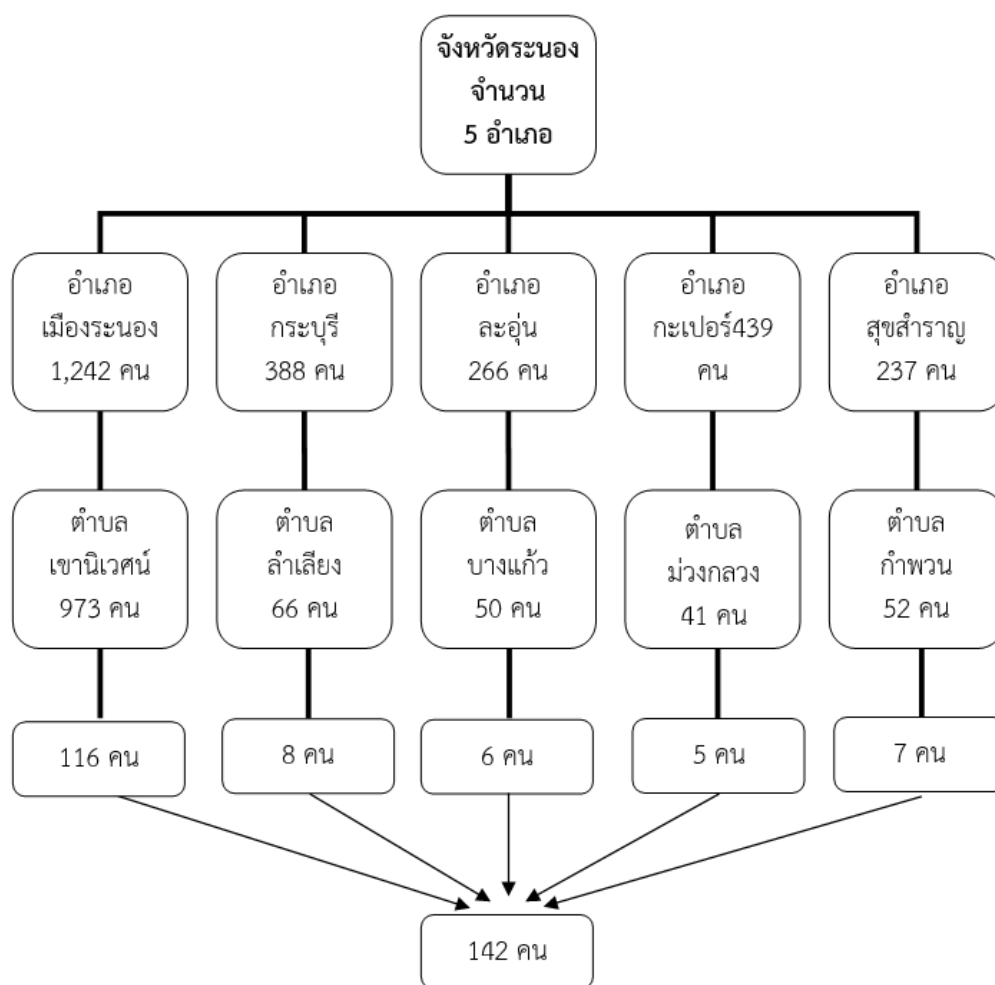 จังหวัดระนอง
จำนวน
5 อำเภอ
อำเภอ
เมืองระนอง
1,242 คน
อำเภอ
กระบุรี
388 คน
อำเภอ
ละอุ่น
266 คน
อำเภอ
กะเปอร์439
คน
อำเภอ
สุขสำราญ
237 คน
ตำบล
เขานิเวศน์
973 คน
ตำบล
ลำเลียง
66 คน
ตำบล
บางแก้ว
50 คน
ตำบล
ม่วงกลวง
41 คน
ตำบล
กำพวน
52 คน
116 คน
8 คน
6 คน
5 คน
7 คน
142 คน